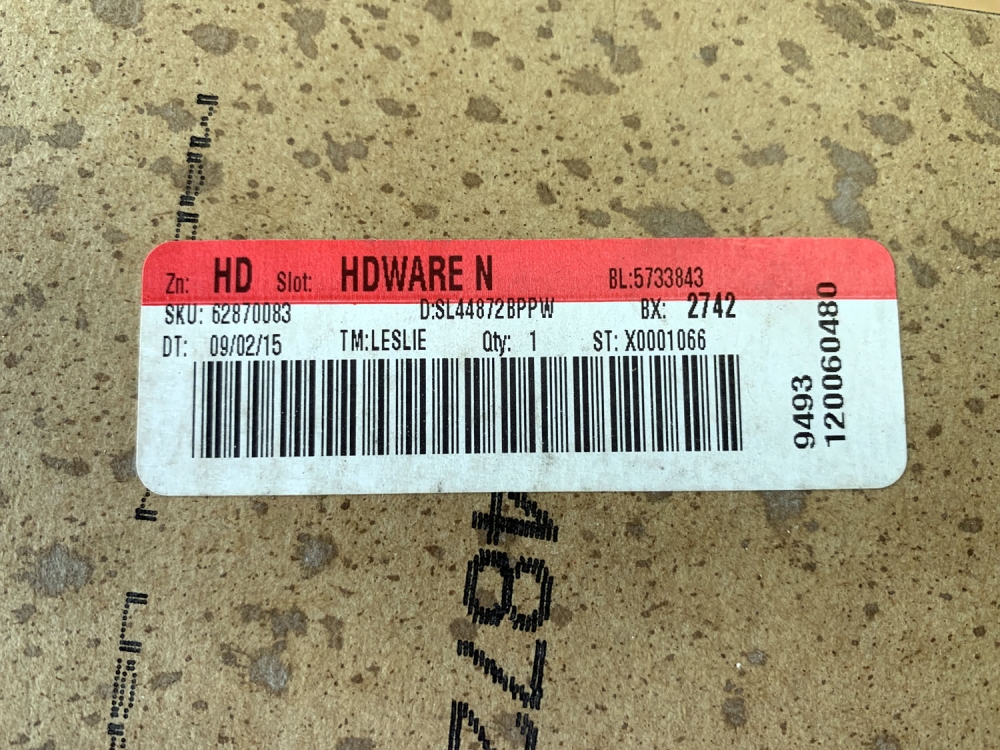 Zn: HD Slot: HDWARE N BL:5733843
SKU: 62870083 D:SL44872BPPW BX: 2742
DT: 09/02/15 TM:LESLIE Qty: 1 ST: X0001066
9493
120060480
4872